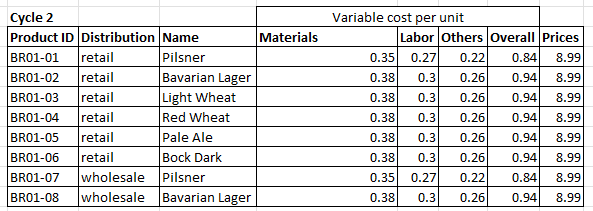 Cycle 2 Variable cost per unit
Product ID Distribution Name Materials Labor Others Overall Prices
BR01-01 retail Pilsner 0.35 0.27 0.22 0.84 8.99
BR01-02 retail Bavarian Lager 0.38 0.3 0.26 0.94 8.99
BR01-03 retail Light Wheat 0.38 0.3 0.26 0.94 8.99
BR01-04 retail Red Wheat 0.38 0.3 0.26 0.94 8.99
BR01-05 retail Pale Ale 0.38 0.3 0.26 0.94 8.99
BR01-06 retail Bock Dark 0.38 0.3 0.26 0.94 8.99
BR01-07 wholesale Pilsner 0.35 0.27 0.22 0.84 8.99
BR01-08 wholesale Bavarian Lager 0.38 0.3 0.26 0.94 8.99